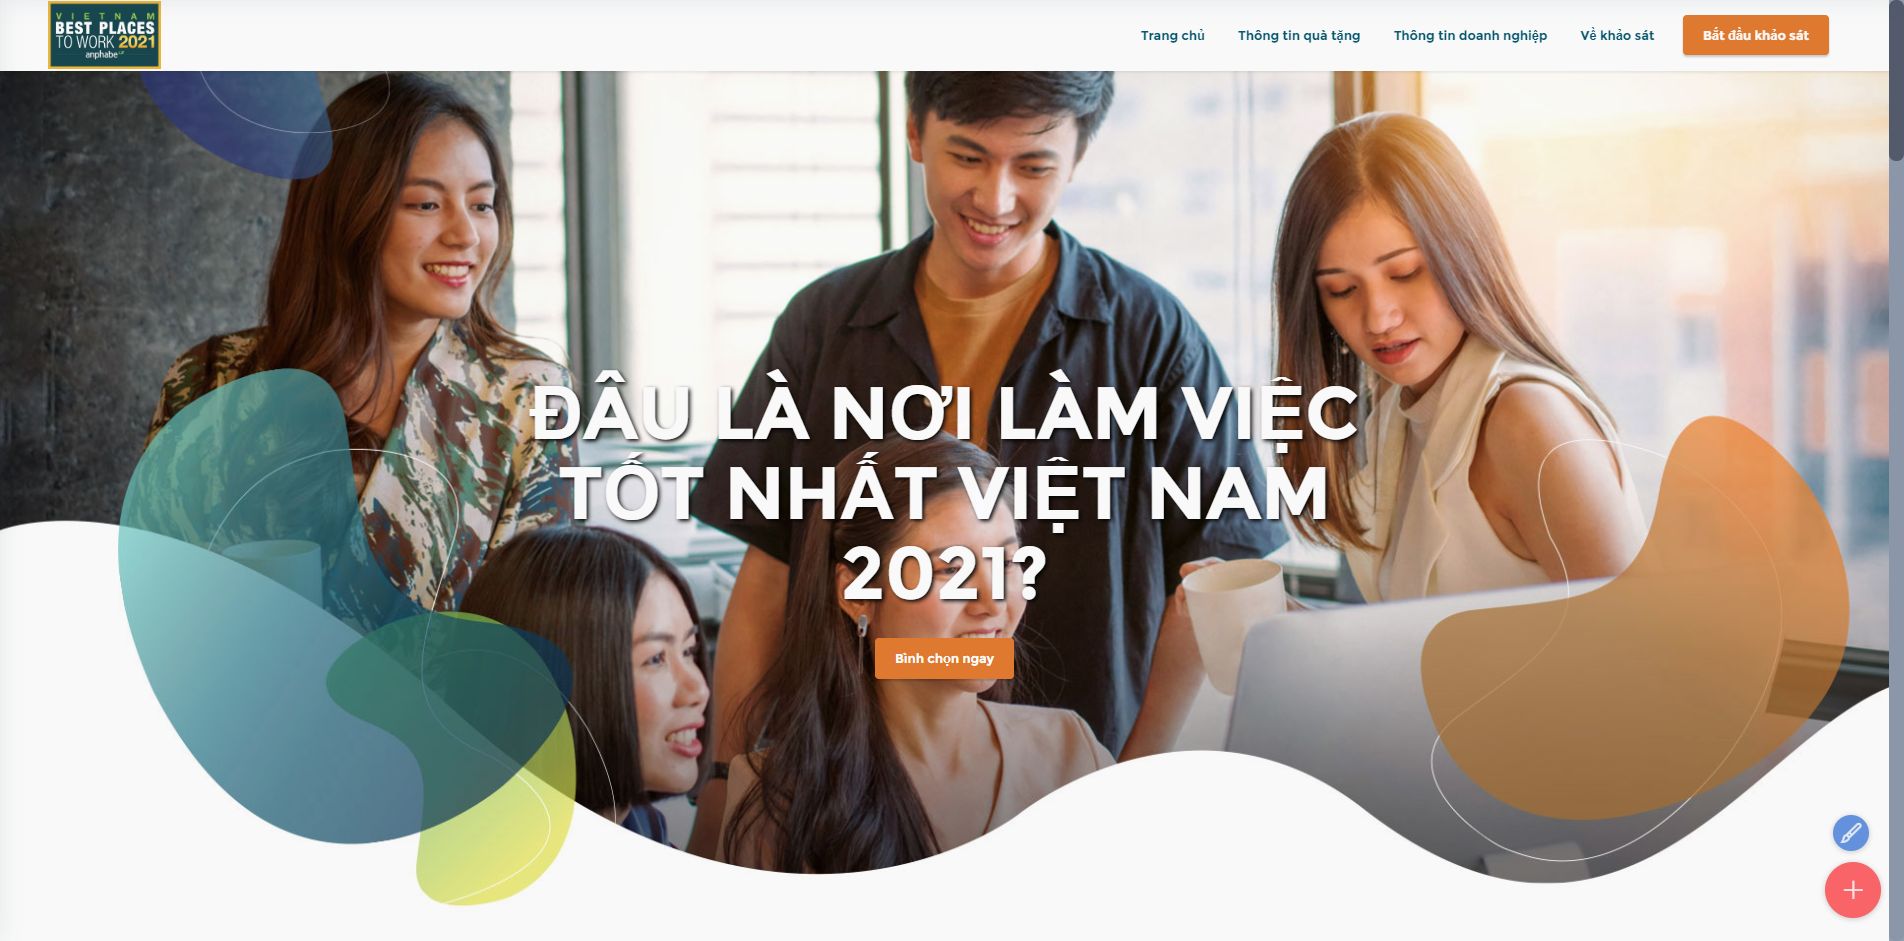 VIETNAM
BEST PLACES
TO WORK 2021
anphabe
Trang chủ
Thông tin quà tặng
Thông tin doanh nghiệp
Về khảo sát
Bắt đầu khảo sát
ĐÂU LÀ NƠI LÀM VIỆC
TỐT NHẤT VIỆT NAM
2021?
Bình chọn ngay